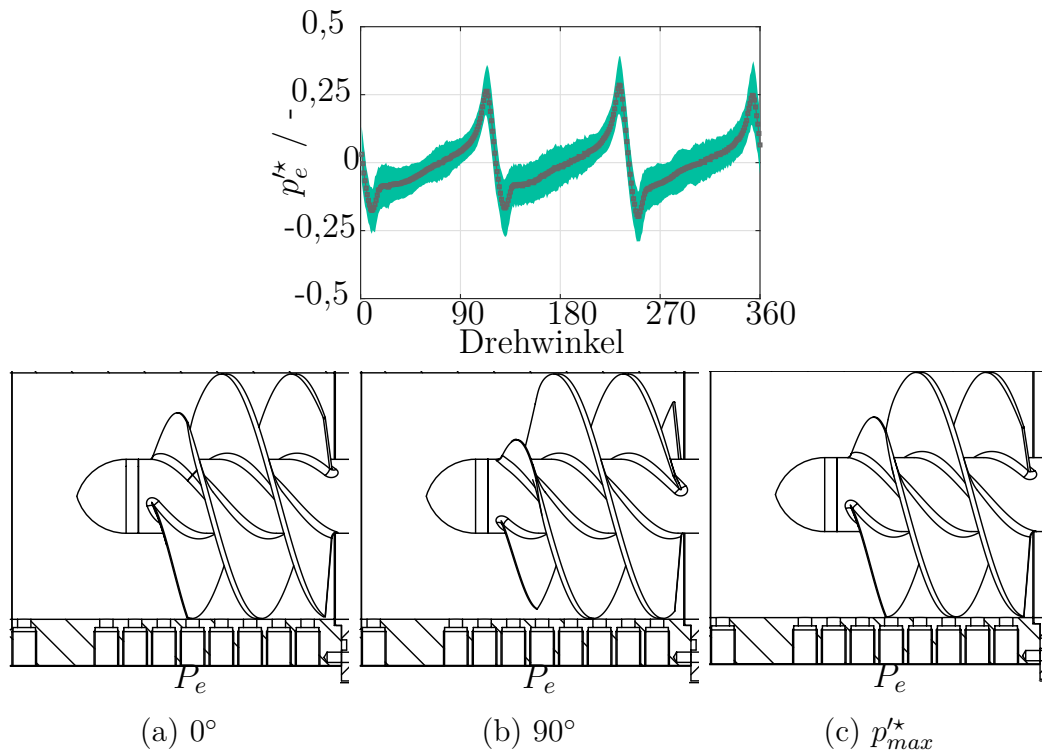 0,5
0,25
0
-0,25
-0,5
p′⋆e / -
0 90 180 270 360
Drehwinkel
Pe Pe Pe
(a) 0° (b) 90° (c) p′⋆max